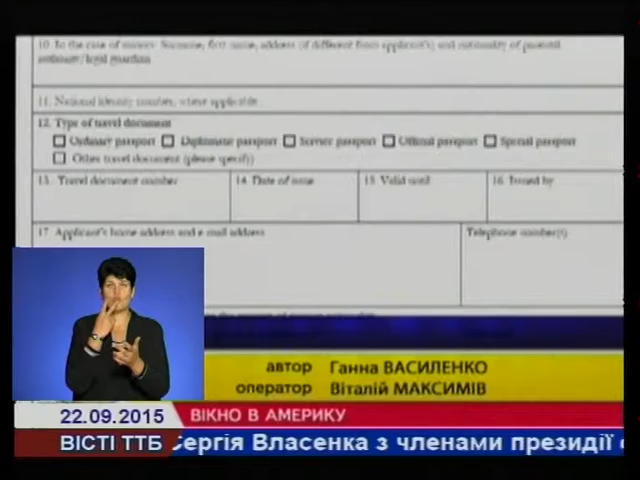 10. In the case of minors: Surname, first name, address (if different from applicant's) and nationality of parental
authority/legal guardian
11. National identity number, where applicable
12. Type of travel document
Ordinary passport Diplomatic passport Service passport Official passport Special passport
Other travel document (please specify)
13. Travel document number 14. Date of issue 15. Valid until 16. Issued by
17. Applicant's home address and e-mail address Telephone number(s)
автор Ганна ВАСИЛЕНКО
оператор Віталій МАКСИМІВ
22.09.2015 ВІКНО В АМЕРИКУ
ВІСТІ ТТБ Сергія Власенка з членами президії